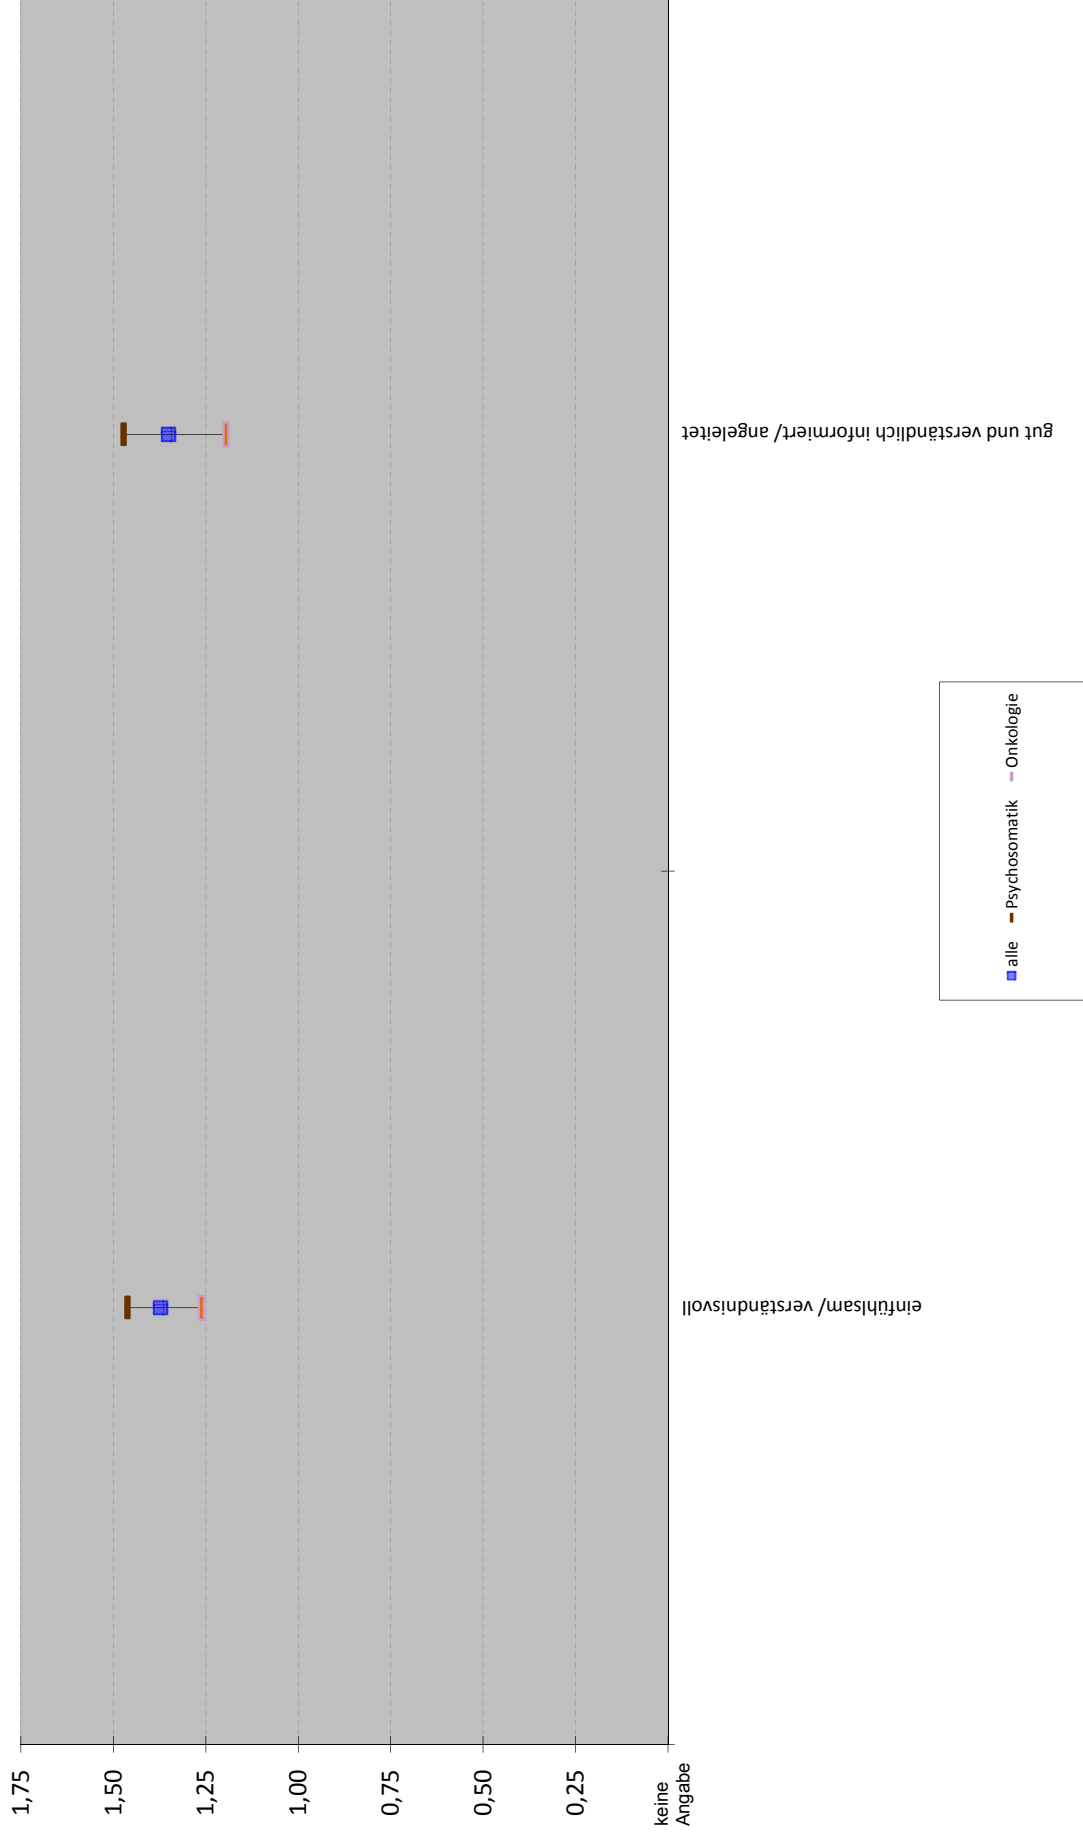 1,75
1,50
1,25
1,00
0,75
0,50
0,25
keine
Angabe
einfühlsam/ verständnisvoll
gut und verständlich informiert/ angeleitet
alle
Psychosomatik
Onkologie